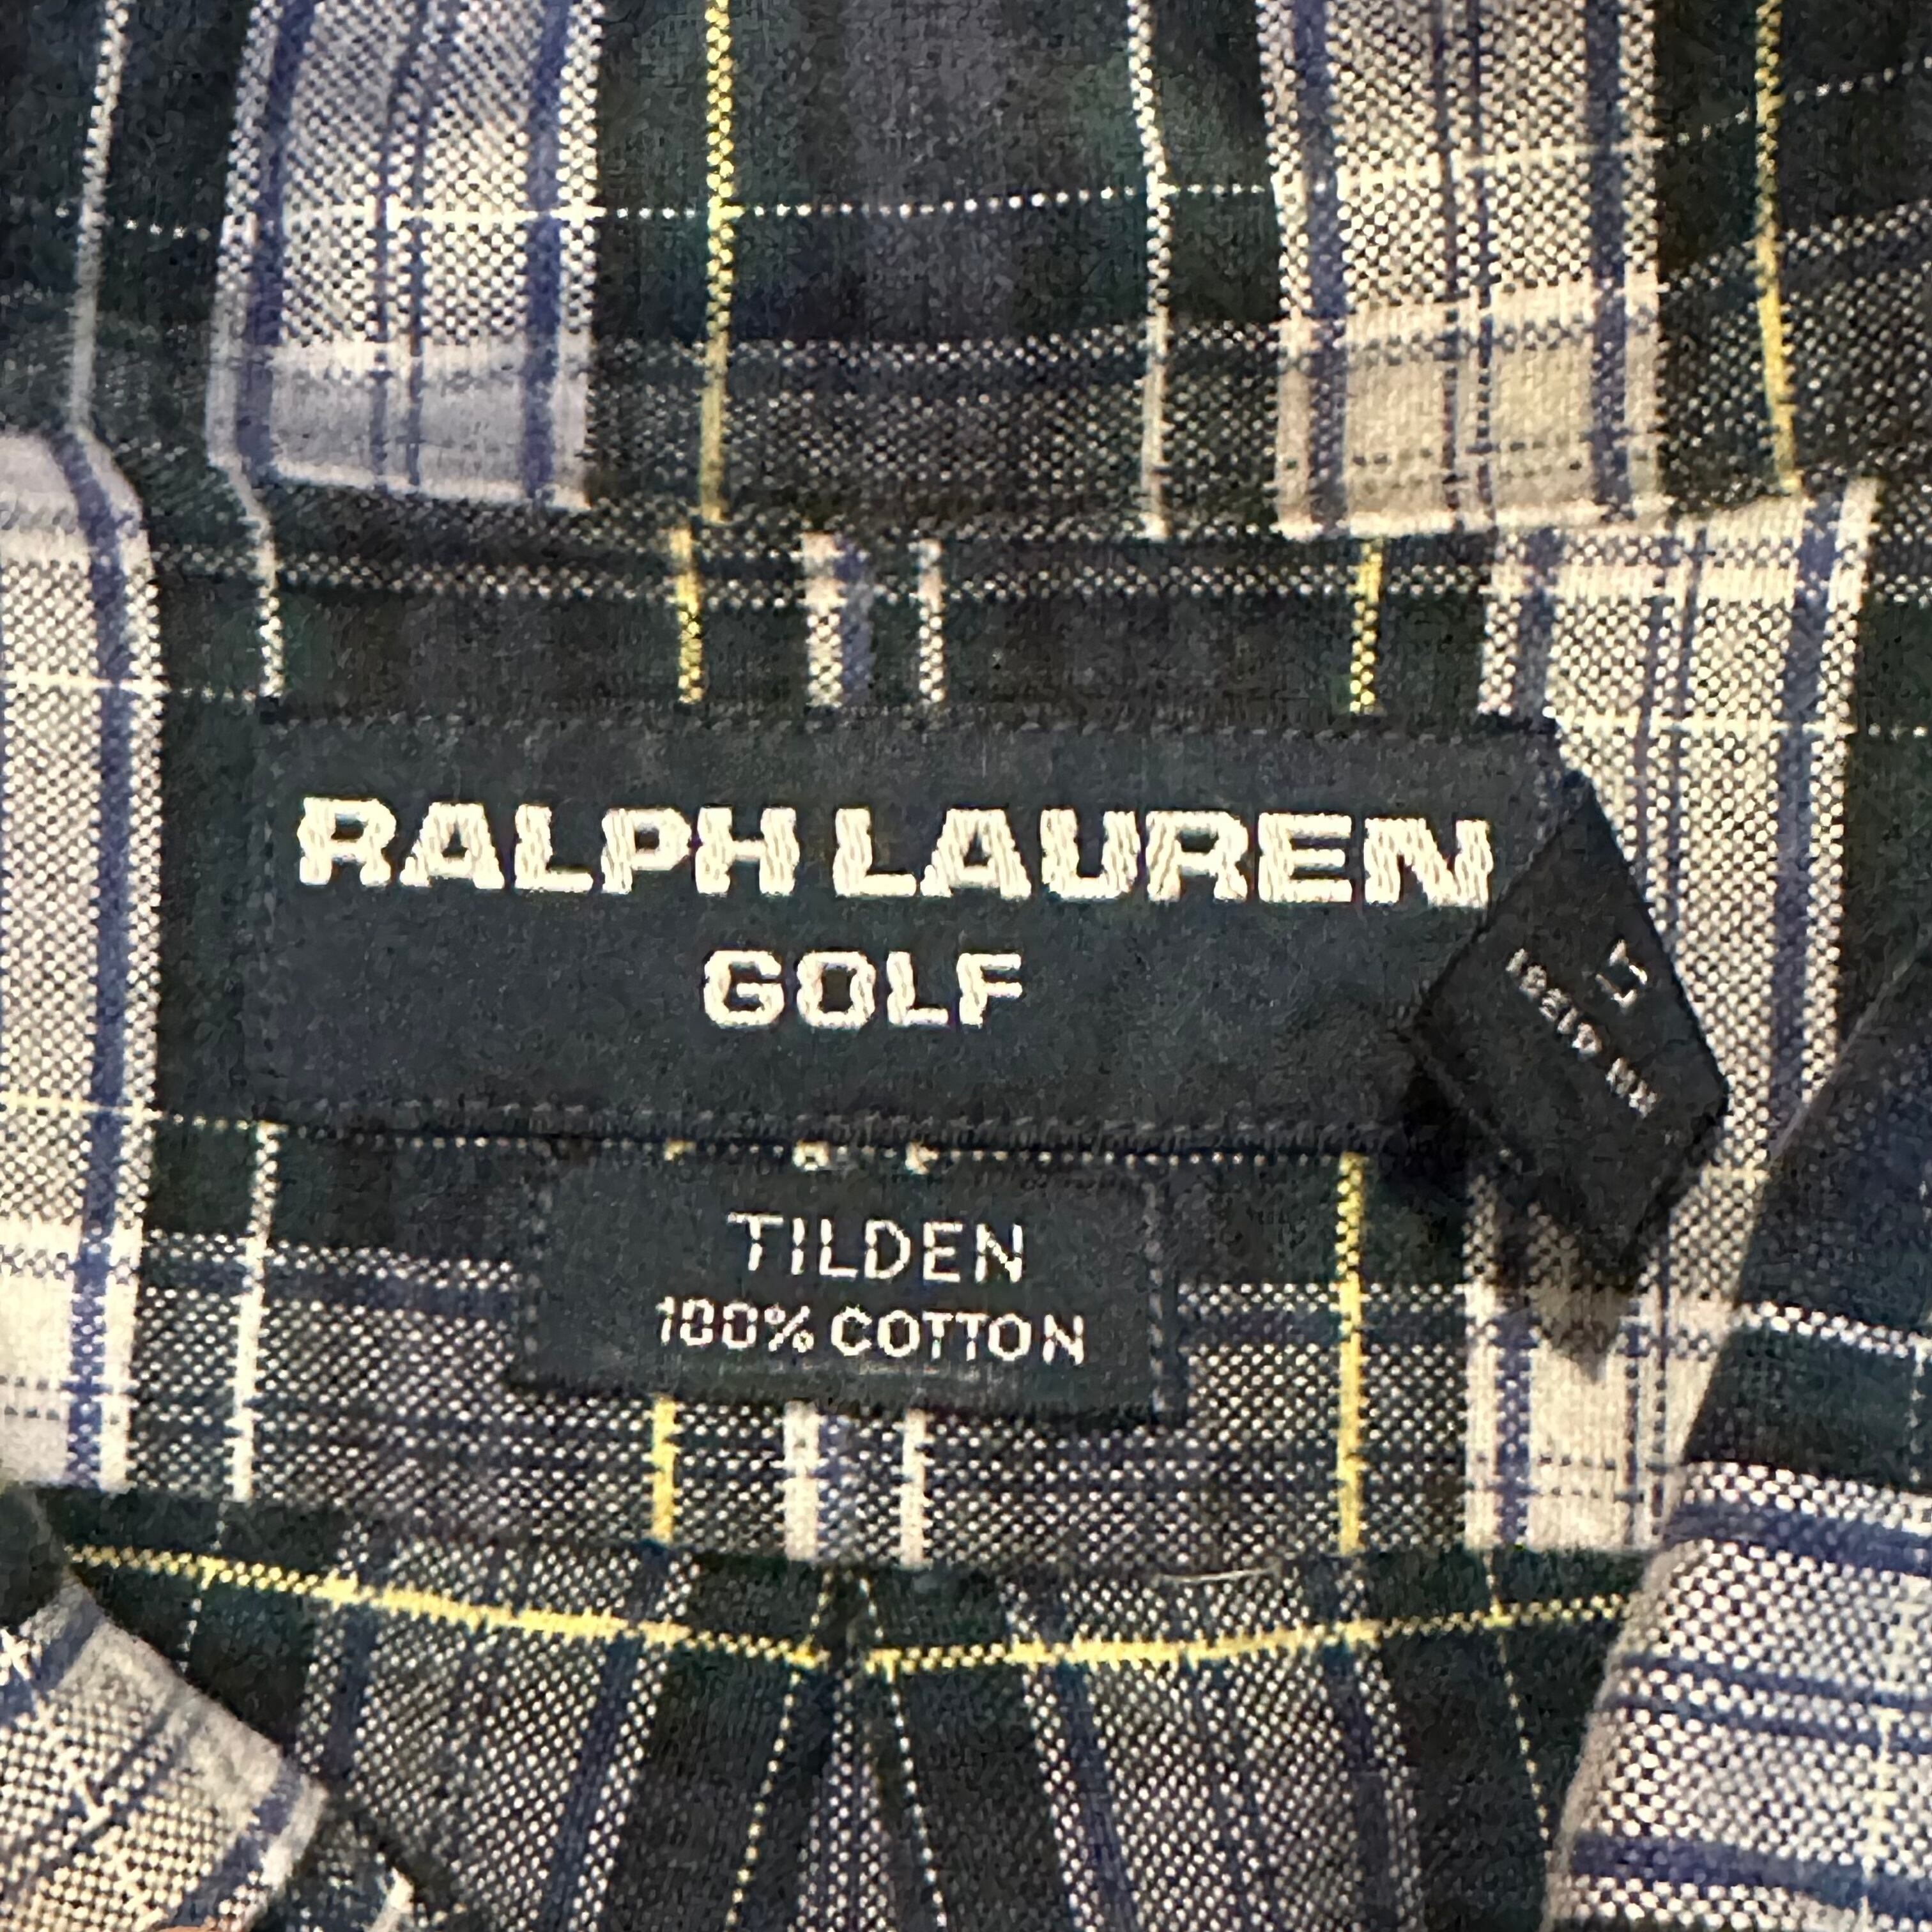 RALPH LAUREN
GOLF
TILDEN
100% COTTON